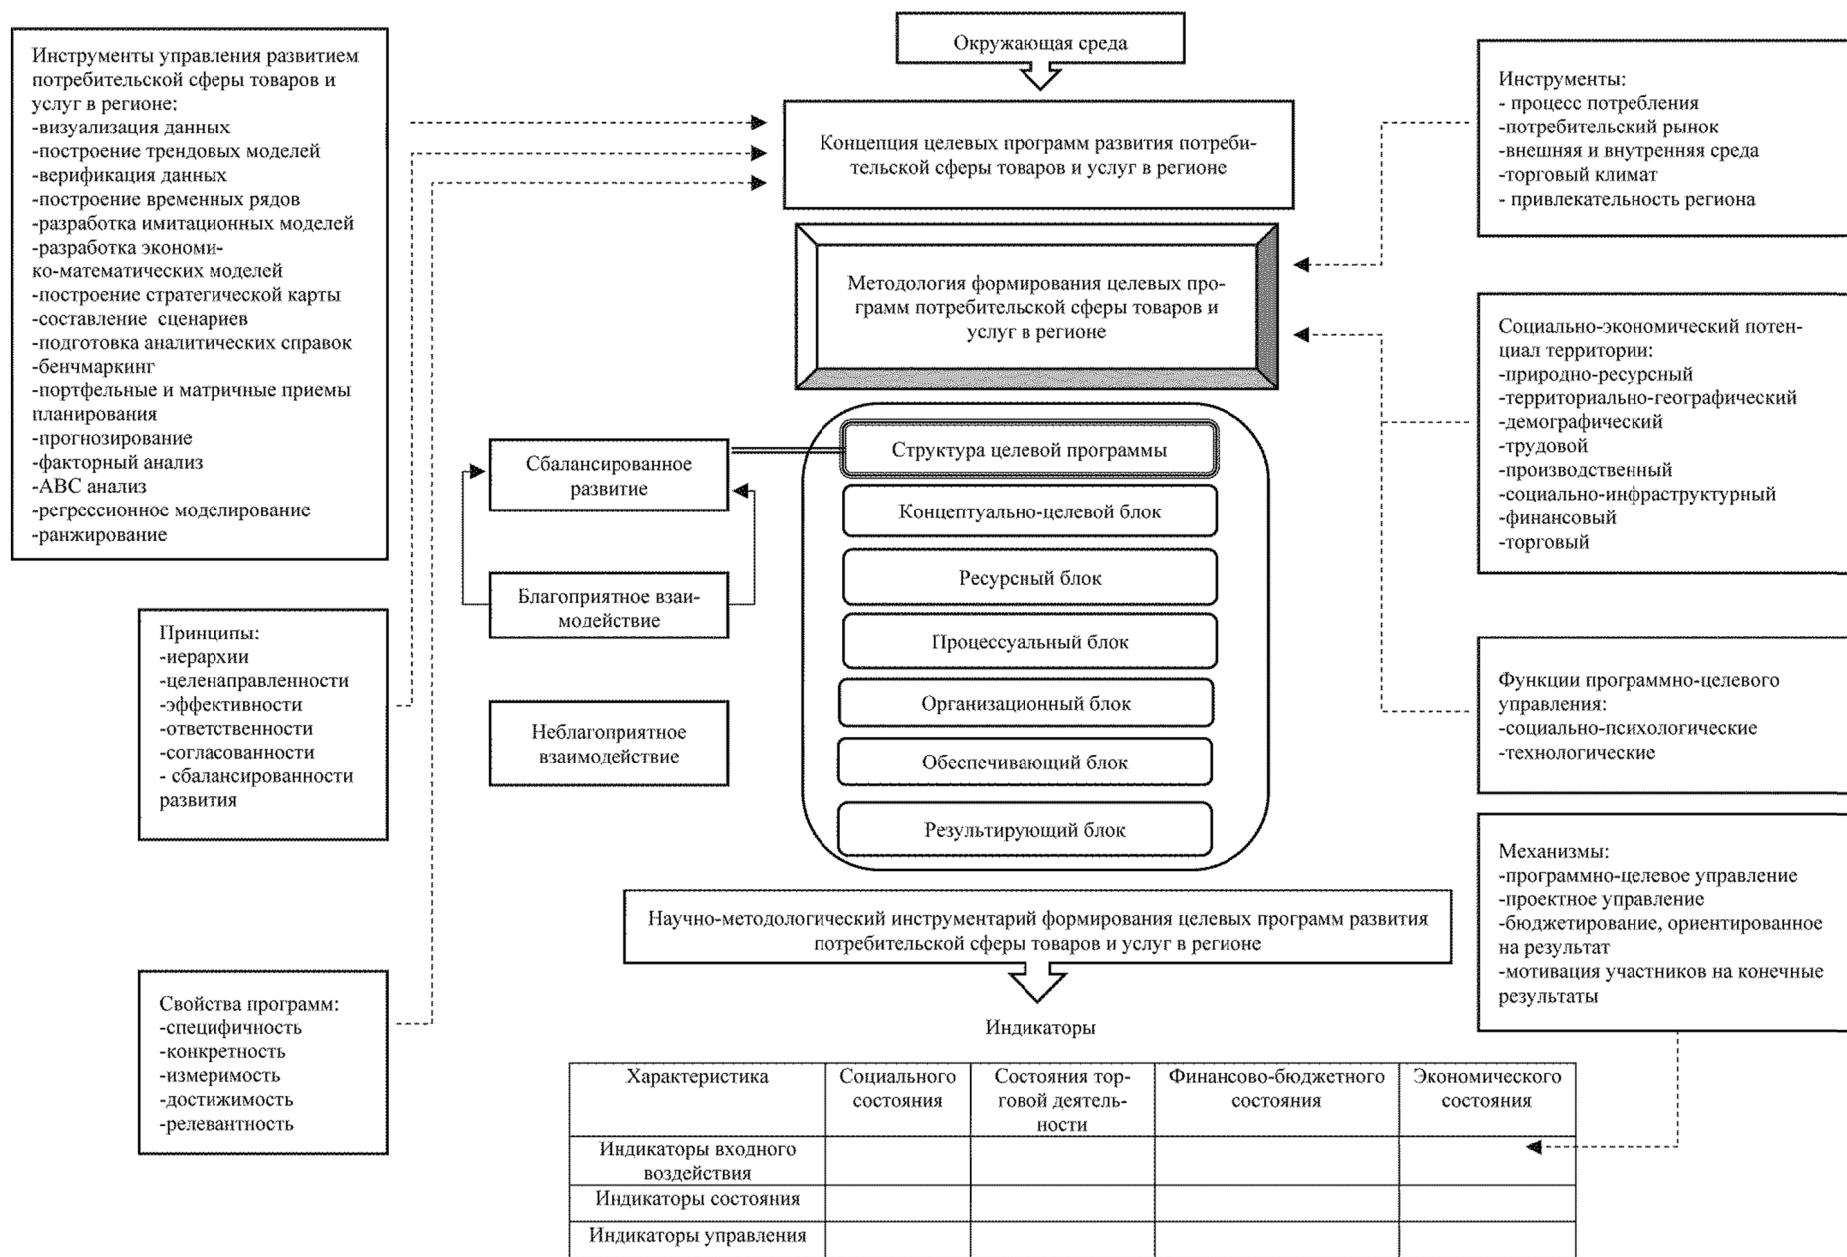 Окружающая среда
Инструменты управления развитием
потребительской сферы товаров и
услуг в регионе:
-визуализация данных
-построение трендовых моделей
-верификация данных
-построение временных рядов
-разработка имитационных моделей
-разработка экономи-
ко-математических моделей
-построение стратегической карты
-составление сценариев
-подготовка аналитических справок
-бенчмаркинг
-портфельные и матричные приемы
планирования
-прогнозирование
-факторный анализ
-АВС анализ
-регрессионное моделирование
-ранжирование
Принципы:
-иерархии
-целенаправленности
-эффективности
-ответственности
-согласованности
- сбалансированности
развития
Свойства программ:
-специфичность
-конкретность
-измеримость
-достижимость
-релевантность
Концепция целевых программ развития потреби-
тельской сферы товаров и услуг в регионе
Методология формирования целевых про-
грамм потребительской сферы товаров и
услуг в регионе
Сбалансированное
развитие
Благоприятное взаи-
модействие
Неблагоприятное
взаимодействие
Структура целевой программы
Концептуально-целевой блок
Ресурсный блок
Процессуальный блок
Организационный блок
Обеспечивающий блок
Результирующий блок
Инструменты:
- процесс потребления
-потребительский рынок
-внешняя и внутренняя среда
-торговый климат
- привлекательность региона
Социально-экономический потен-
циал территории:
-природно-ресурсный
-территориально-географический
-демографический
-трудовой
-производственный
-социально-инфраструктурный
-финансовый
-торговый
Функции программно-целевого
управления:
-социально-психологические
-технологические
Механизмы:
-программно-целевое управление
-проектное управление
-бюджетирование, ориентированное
на результат
-мотивация участников на конечные
результаты
Научно-методологический инструментарий формирования целевых программ развития
потребительской сферы товаров и услуг в регионе
Индикаторы
Характеристика
Социального
состояния
Состояния тор-
говой деятель-
ности
Финансово-бюджетного
состояния
Экономического
состояния
Индикаторы входного
воздействия
Индикаторы состояния
Индикаторы управления